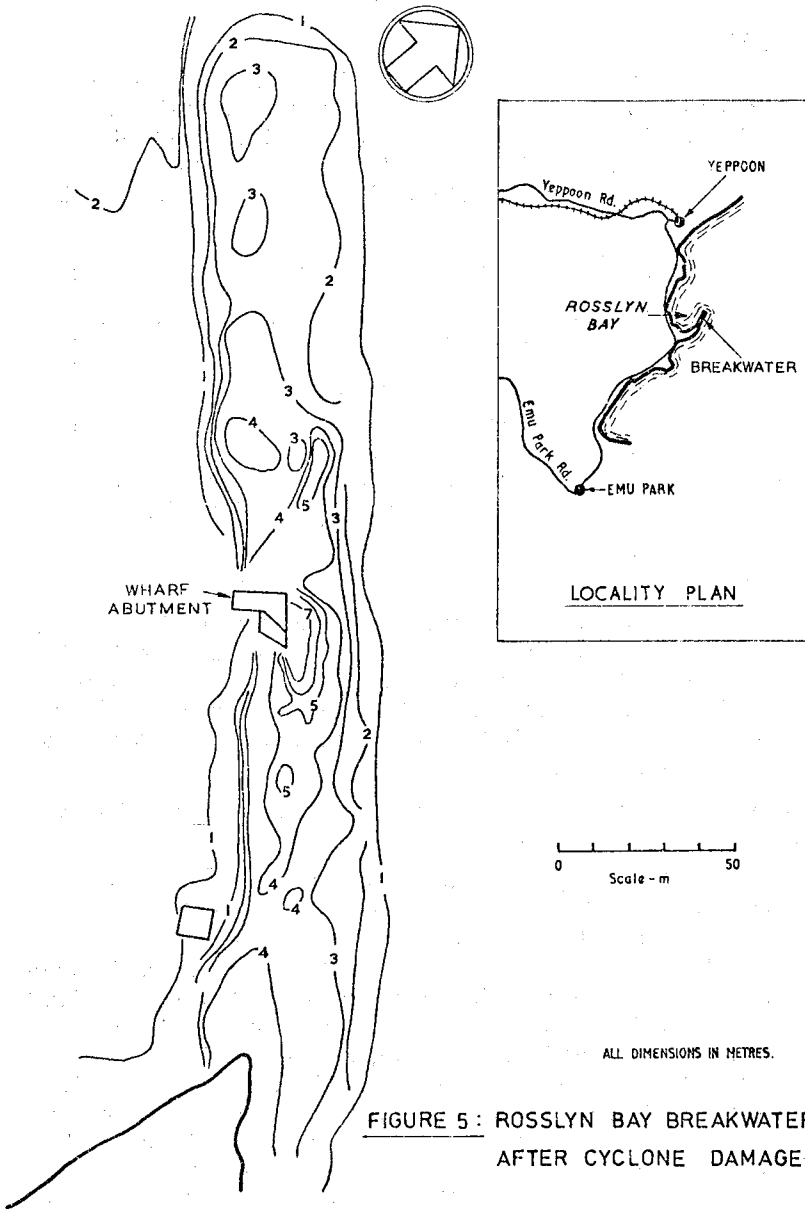 1
2
3
2
3
2
3
4
3
5
4
3
WHARF
ABUTMENT
7
5
2
5
1
1
4
4
1
4
3
YEPPOON
Yeppoon Rd.
ROSSLYN
BAY
BREAKWATER
Emu Park Rd.
EMU PARK
LOCALITY PLAN
0 50
Scale - m
ALL DIMENSIONS IN METRES.
FIGURE 5 : ROSSLYN BAY BREAKWATER
AFTER CYCLONE DAMAGE